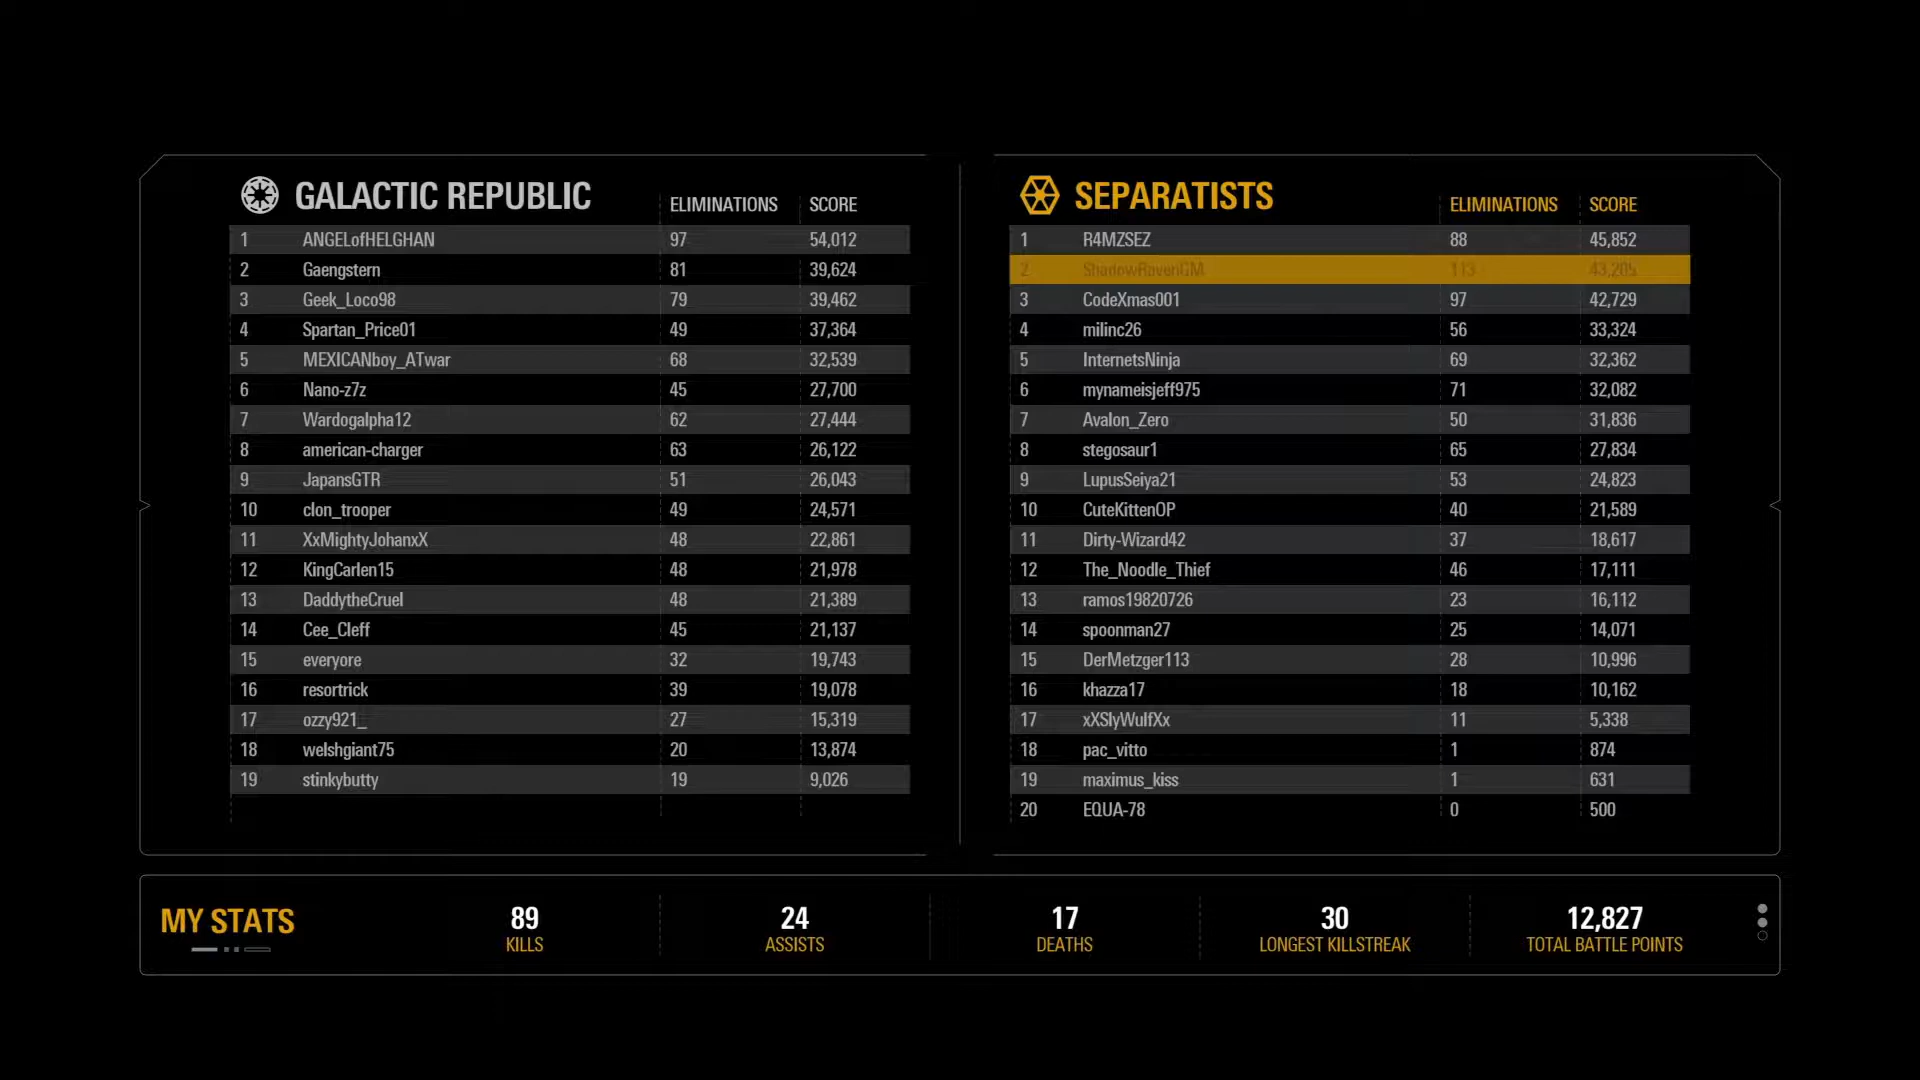 GALACTIC REPUBLIC ELIMINATIONS SCORE
1 ANGELofHELGHAN 97 54,012
2 Gaengstern 81 39,624
3 Geek_Loco98 79 39,462
4 Spartan_Price01 49 37,364
5 MEXICANboy_ATwar 68 32,539
6 Nano-z7z 45 27,700
7 Wardogalpha12 62 27,444
8 american-charger 63 26,122
9 JapansGTR 51 26,043
10 clon_trooper 49 24,571
11 XxMightyJohanxX 48 22,861
12 KingCarlen15 48 21,978
13 DaddytheCruel 48 21,389
14 Cee_Cleff 45 21,137
15 everyore 32 19,743
16 resortrick 39 19,078
17 ozzy921_ 27 15,319
18 welshgiant75 20 13,874
19 stinkybutty 19 9,026
SEPARATISTS ELIMINATIONS SCORE
1 R4MZSEZ 88 45,852
2 ShadowRavenGM 113 43,205
3 CodeXmas001 97 42,729
4 milinc26 56 33,324
5 InternetsNinja 69 32,362
6 mynameisjeff975 71 32,082
7 Avalon_Zero 50 31,836
8 stegosaur1 65 27,834
9 LupusSeiya21 53 24,823
10 CuteKittenOP 40 21,589
11 Dirty-Wizard42 37 18,617
12 The_Noodle_Thief 46 17,111
13 ramos19820726 23 16,112
14 spoonman27 25 14,071
15 DerMetzger113 28 10,996
16 khazza17 18 10,162
17 xXSlyWulfXx 11 5,338
18 pac_vitto 1 874
19 maximus_kiss 1 631
20 EQUA-78 0 500
MY STATS
89 24 17 30 12,827
KILLS ASSISTS DEATHS LONGEST KILLSTREAK TOTAL BATTLE POINTS